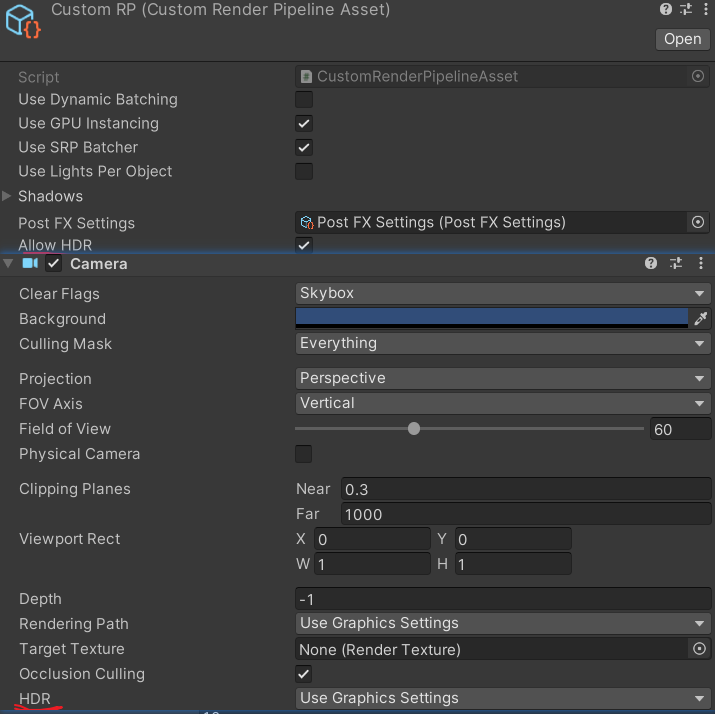 Custom RP (Custom Render Pipeline Asset)
Open
Script CustomRenderPipelineAsset
Use Dynamic Batching
Use GPU Instancing
Use SRP Batcher
Use Lights Per Object
Shadows
Post FX Settings Post FX Settings (Post FX Settings)
Allow HDR
Camera
Clear Flags Skybox
Background
Culling Mask Everything
Projection Perspective
FOV Axis Vertical
Field of View 60
Physical Camera
Clipping Planes Near 0.3
Far 1000
Viewport Rect X 0 Y 0
W 1 H 1
Depth -1
Rendering Path Use Graphics Settings
Target Texture None (Render Texture)
Occlusion Culling
HDR Use Graphics Settings